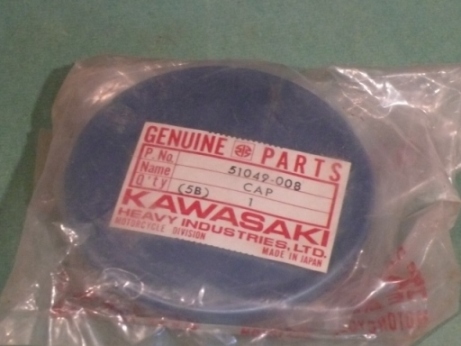 GENUINE PARTS
P. No. 51049-008
Name CAP
Q'ty (5B) 1
KAWASAKI
HEAVY INDUSTRIES, LTD.
MOTORCYCLE DIVISION MADE IN JAPAN